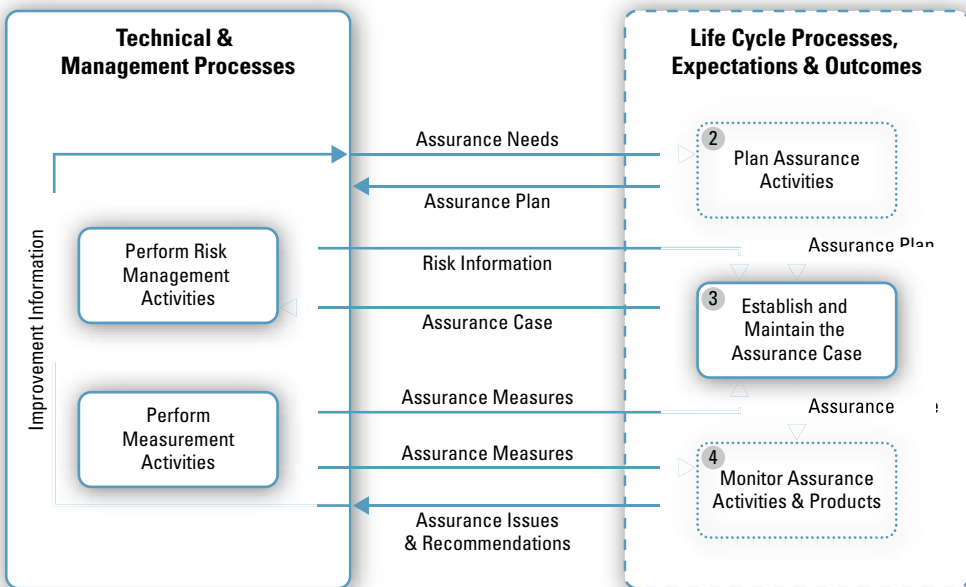 Technical &
Management Processes
Life Cycle Processes,
Expectations & Outcomes
Assurance Needs
2
Plan Assurance
Activities
Assurance Plan
Improvement Information
Perform Risk
Management
Activities
Risk Information
Assurance Plan
3
Establish and
Maintain the
Assurance Case
Assurance Case
Perform
Measurement
Activities
Assurance Measures
Assurance
Assurance Measures
4
Monitor Assurance
Activities & Products
Assurance Issues
& Recommendations